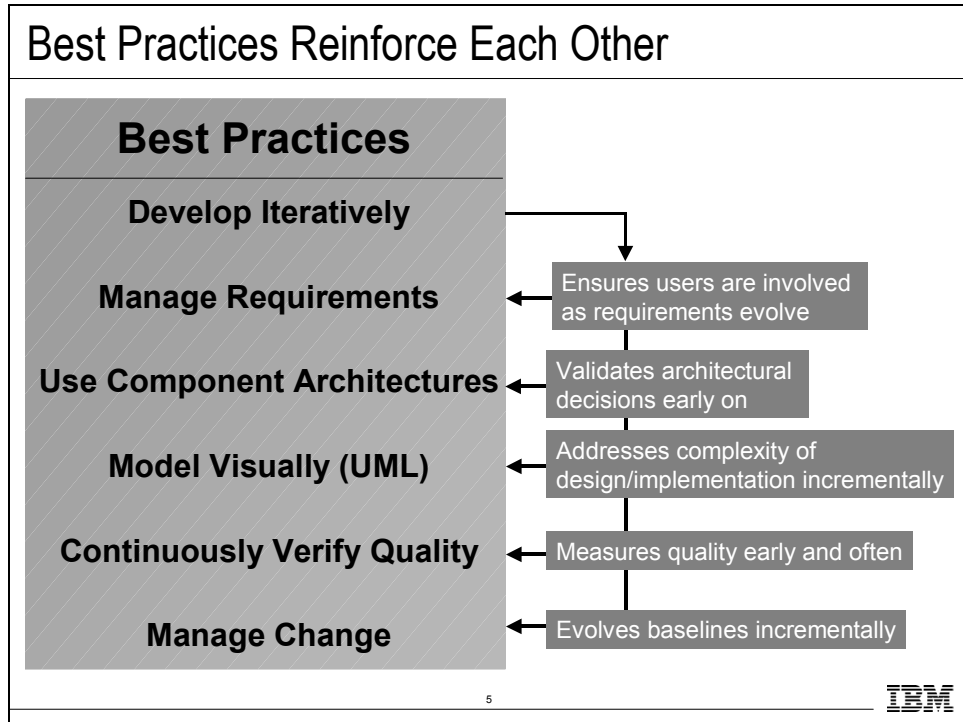 Best Practices Reinforce Each Other
Best Practices
Develop Iteratively
Manage Requirements
Ensures users are involved
as requirements evolve
Use Component Architectures
Validates architectural
decisions early on
Model Visually (UML)
Addresses complexity of
design/implementation incrementally
Continuously Verify Quality
Measures quality early and often
Manage Change
Evolves baselines incrementally
5
IBM